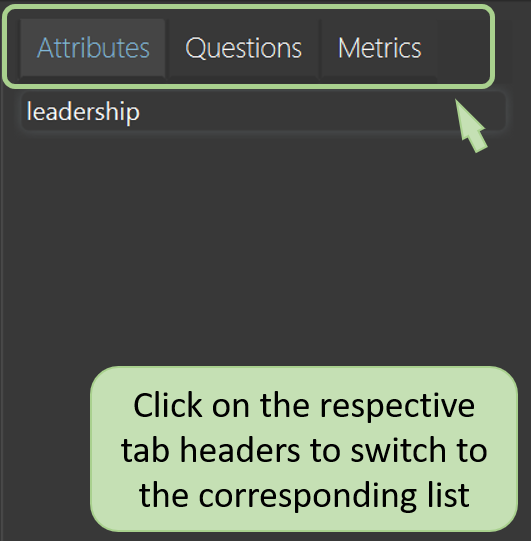 Attributes Questions Metrics
leadership
Click on the respective
tab headers to switch to
the corresponding list